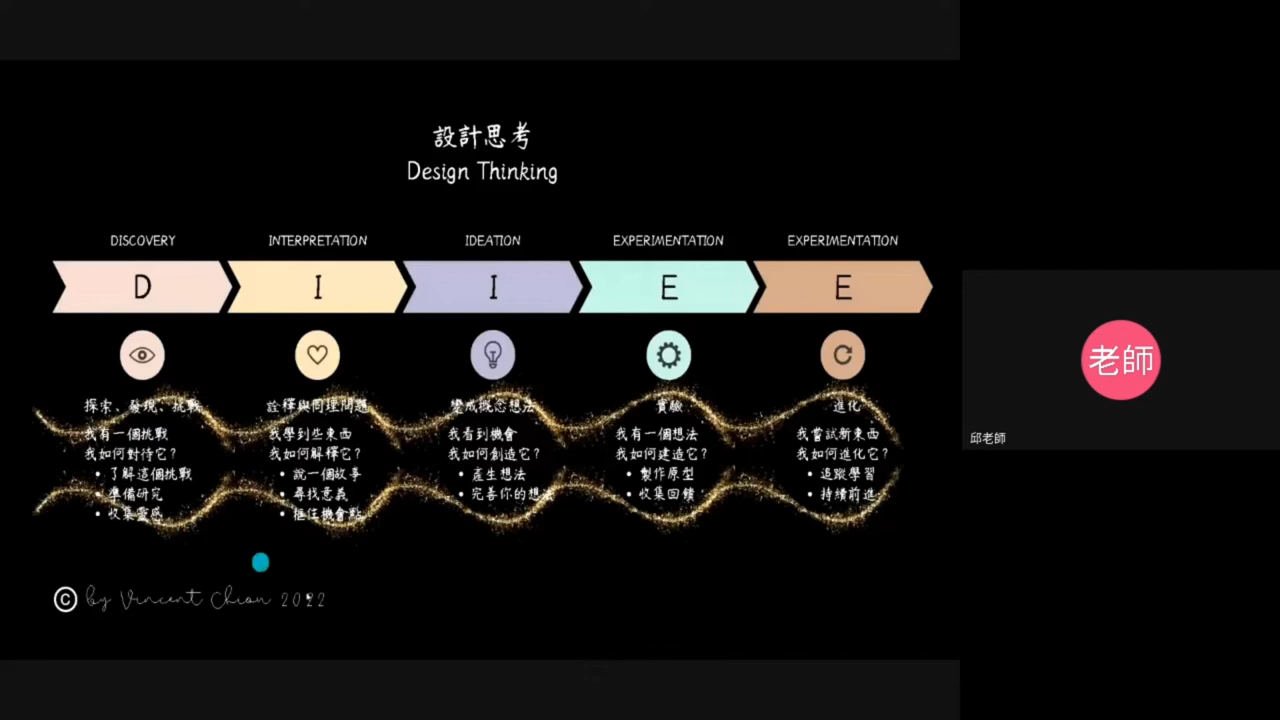 設計思考
Design Thinking
DISCOVERY
INTERPRETATION
IDEATION
EXPERIMENTATION
EXPERIMENTATION
D
I
I
E
E
探索、發現、挑戰
我有一個挑戰
我如何對待它?
• 了解這個挑戰
• 準備研究
• 收集靈感
詮釋與同理問題
我學到些東西
我如何解釋它?
• 說一個故事
• 尋找意義
• 框住機會點
變成概念想法
我看到機會
我如何創造它?
• 產生想法
• 完善你的想法
實驗
我有一個想法
我如何建造它?
• 製作原型
• 收集回饋
進化
我嘗試新東西
我如何進化它?
• 追蹤學習
• 持續前進
© by Vincent Chiou 2022
老師
邱老師